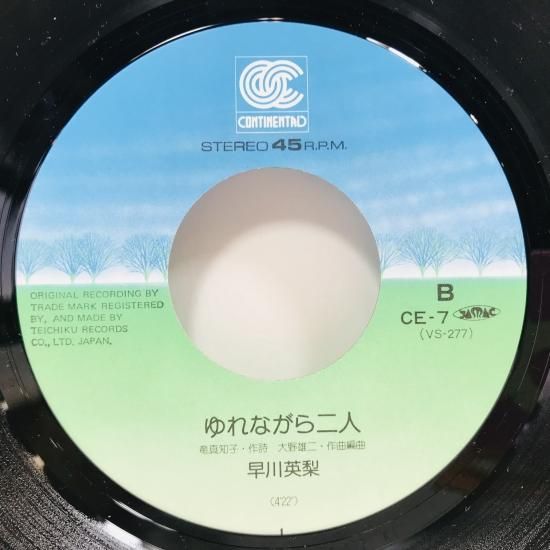 CONTINENTAL
STEREO 45 R.P.M.
ORIGINAL RECORDING BY
TRADE MARK REGISTERED
BY, AND MADE BY
TEICHIKU RECORDS
CO., LTD. JAPAN.
B
CE-7 JASRAC
(VS-277)
ゆれながら二人
竜真知子・作詩 大野雄二・作曲編曲
早川英梨
(4'22")